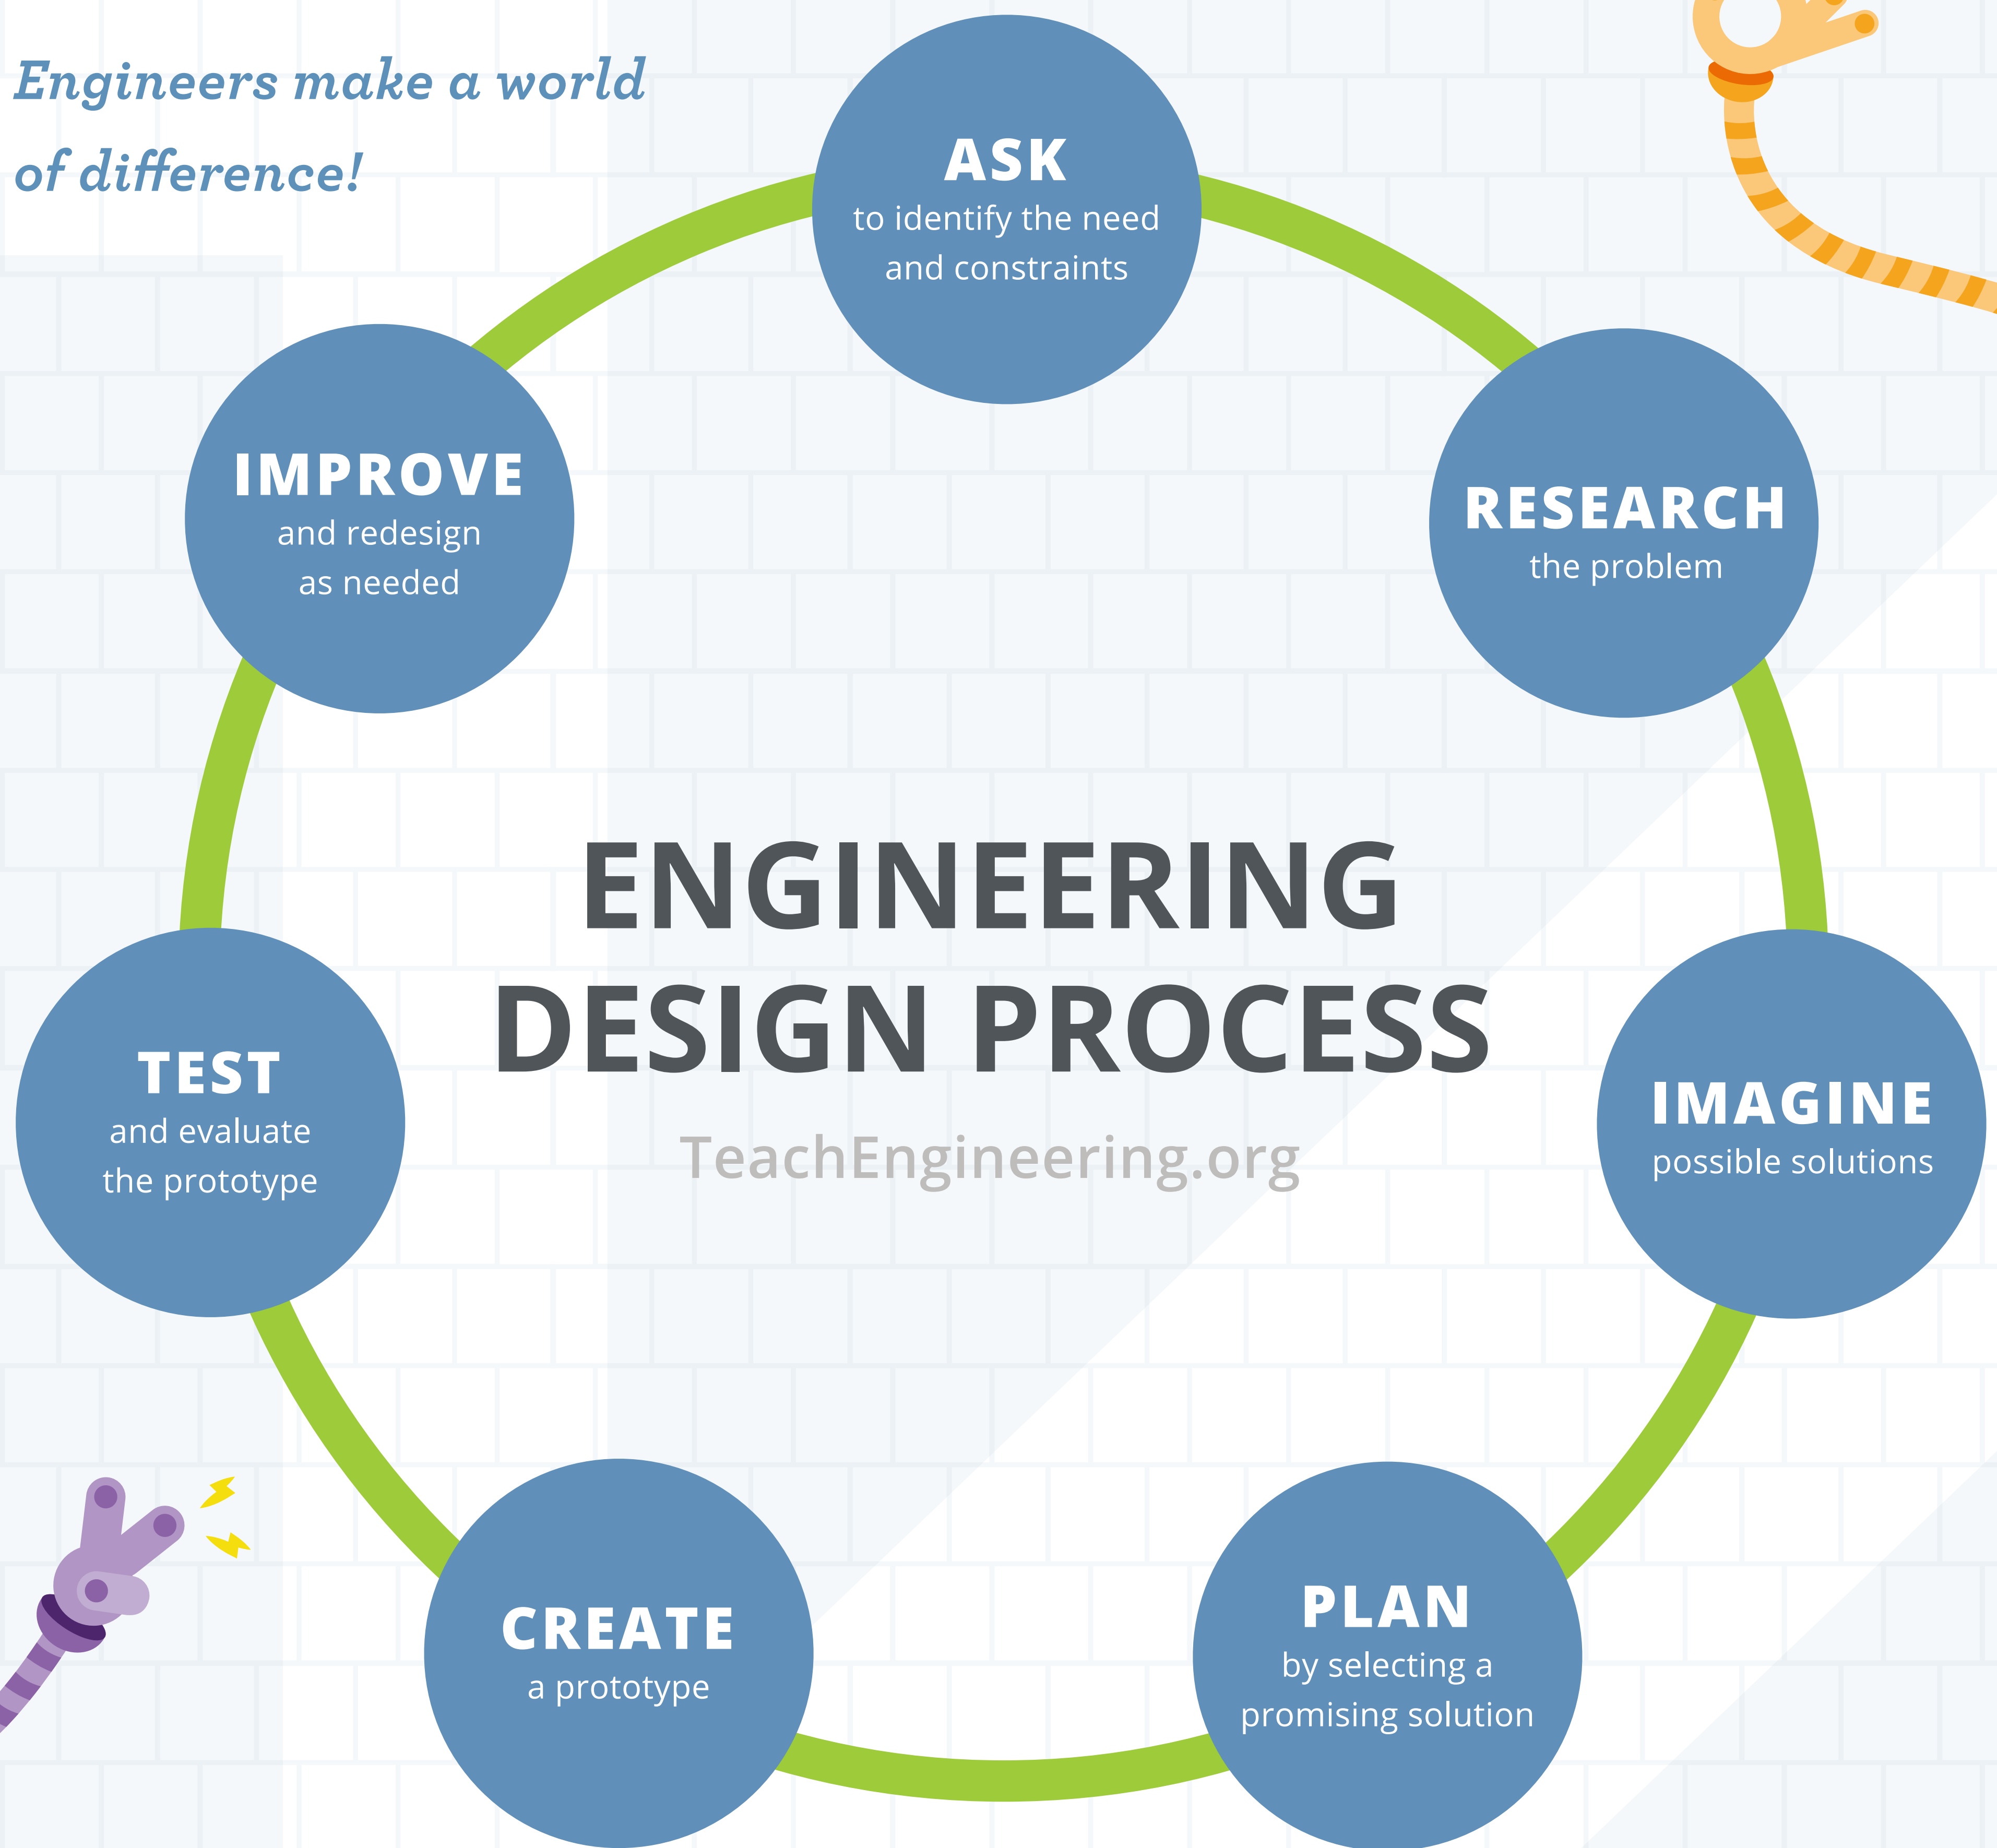 Engineers make a world
of difference!
ASK
to identify the need
and constraints
RESEARCH
the problem
IMAGINE
possible solutions
PLAN
by selecting a
promising solution
CREATE
a prototype
TEST
and evaluate
the prototype
IMPROVE
and redesign
as needed
ENGINEERING
DESIGN PROCESS
TeachEngineering.org